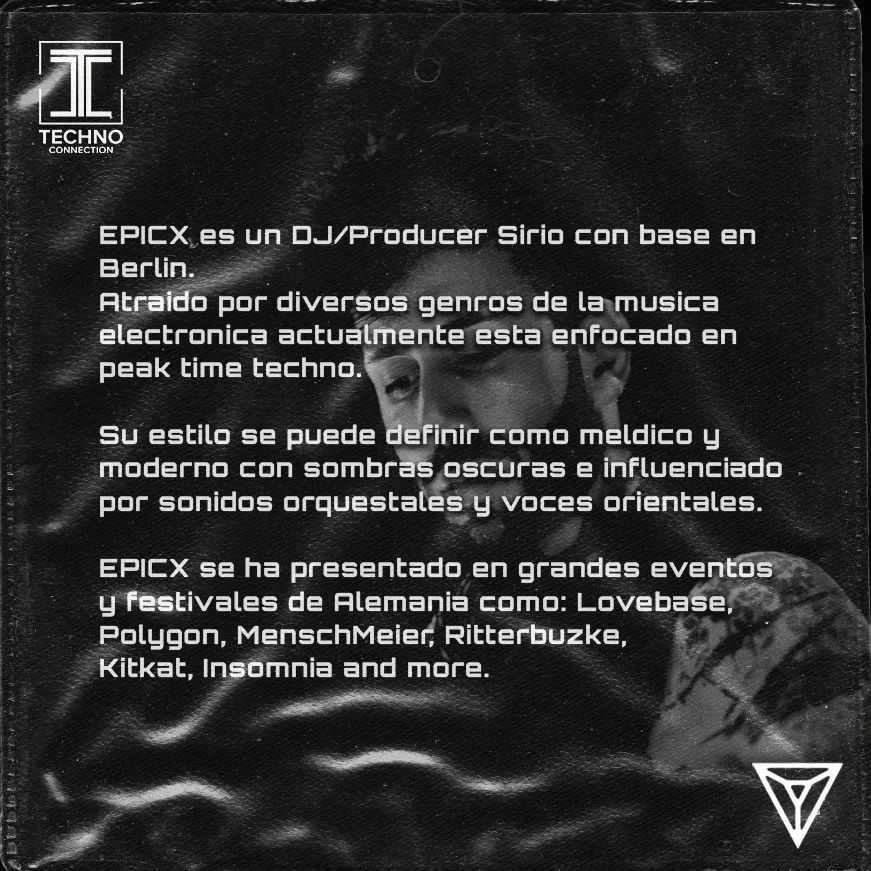 TECHNO
CONNECTION
EPICX es un DJ/Producer Sirio con base en
Berlin.
Atraido por diversos genros de la musica
electronica actualmente esta enfocado en
peak time techno.
Su estilo se puede definir como meldico y
moderno con sombras oscuras e influenciado
por sonidos orquestales y voces orientales.
EPICX se ha presentado en grandes eventos
y festivales de Alemania como: Lovebase,
Polygon, MenschMeier, Ritterbuzke,
Kitkat, Insomnia and more.